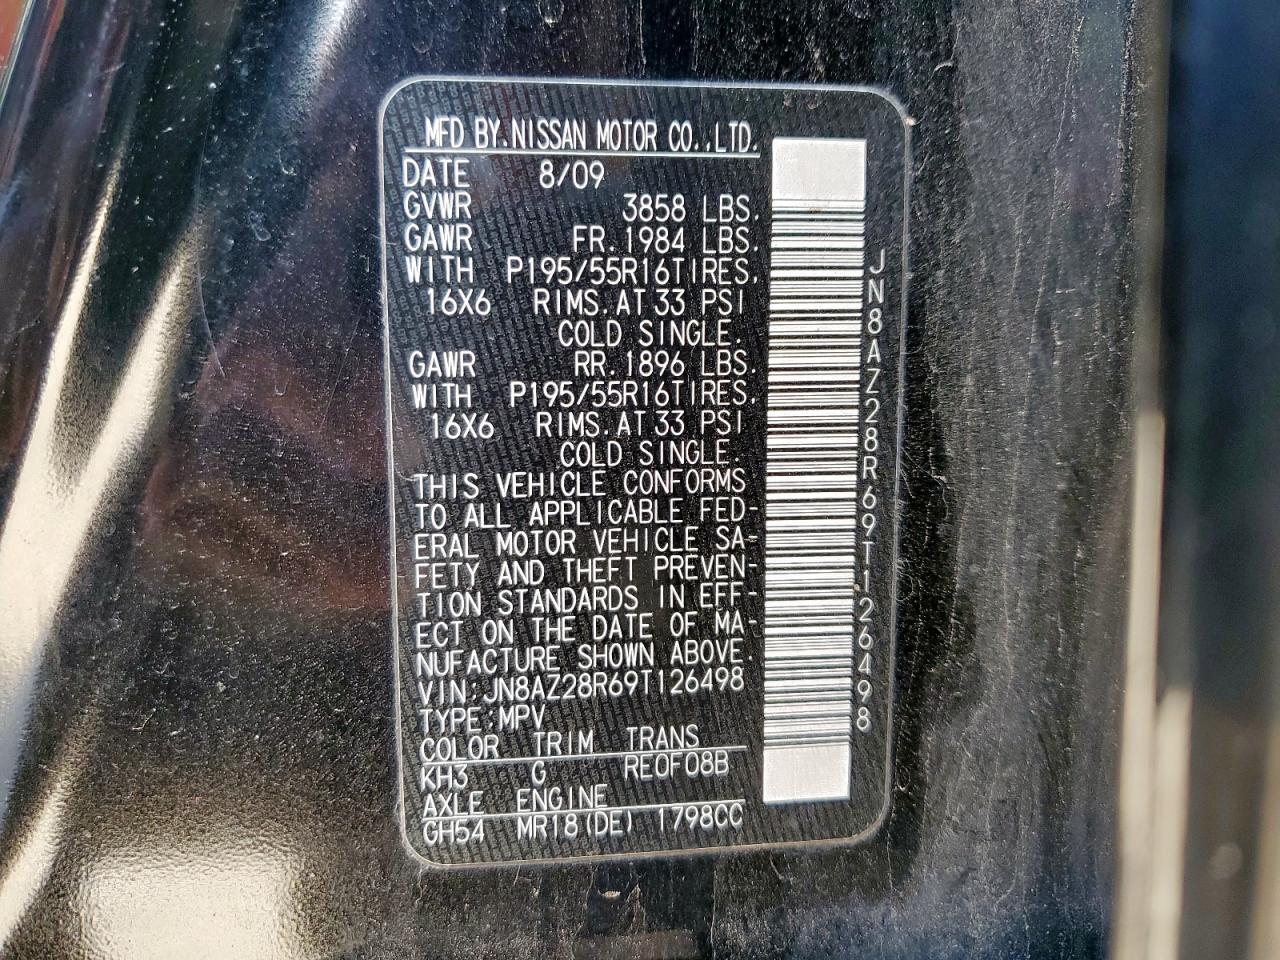 MFD BY.NISSAN MOTOR CO.,LTD.
DATE 8/09
GVWR 3858 LBS.
GAWR FR.1984 LBS.
WITH P195/55R16TIRES.
16X6 RIMS.AT 33 PSI
COLD SINGLE.
GAWR RR.1896 LBS.
WITH P195/55R16TIRES.
16X6 RIMS.AT 33 PSI
COLD SINGLE.
THIS VEHICLE CONFORMS
TO ALL APPLICABLE FED-
ERAL MOTOR VEHICLE SA-
FETY AND THEFT PREVEN-
TION STANDARDS IN EFF-
ECT ON THE DATE OF MA-
NUFACTURE SHOWN ABOVE.
VIN:JN8AZ28R69T126498
TYPE:MPV
COLOR TRIM TRANS
KH3 G RE0F08B
AXLE ENGINE
GH54 MR18(DE) 1798CC
JN8AZ28R69T126498